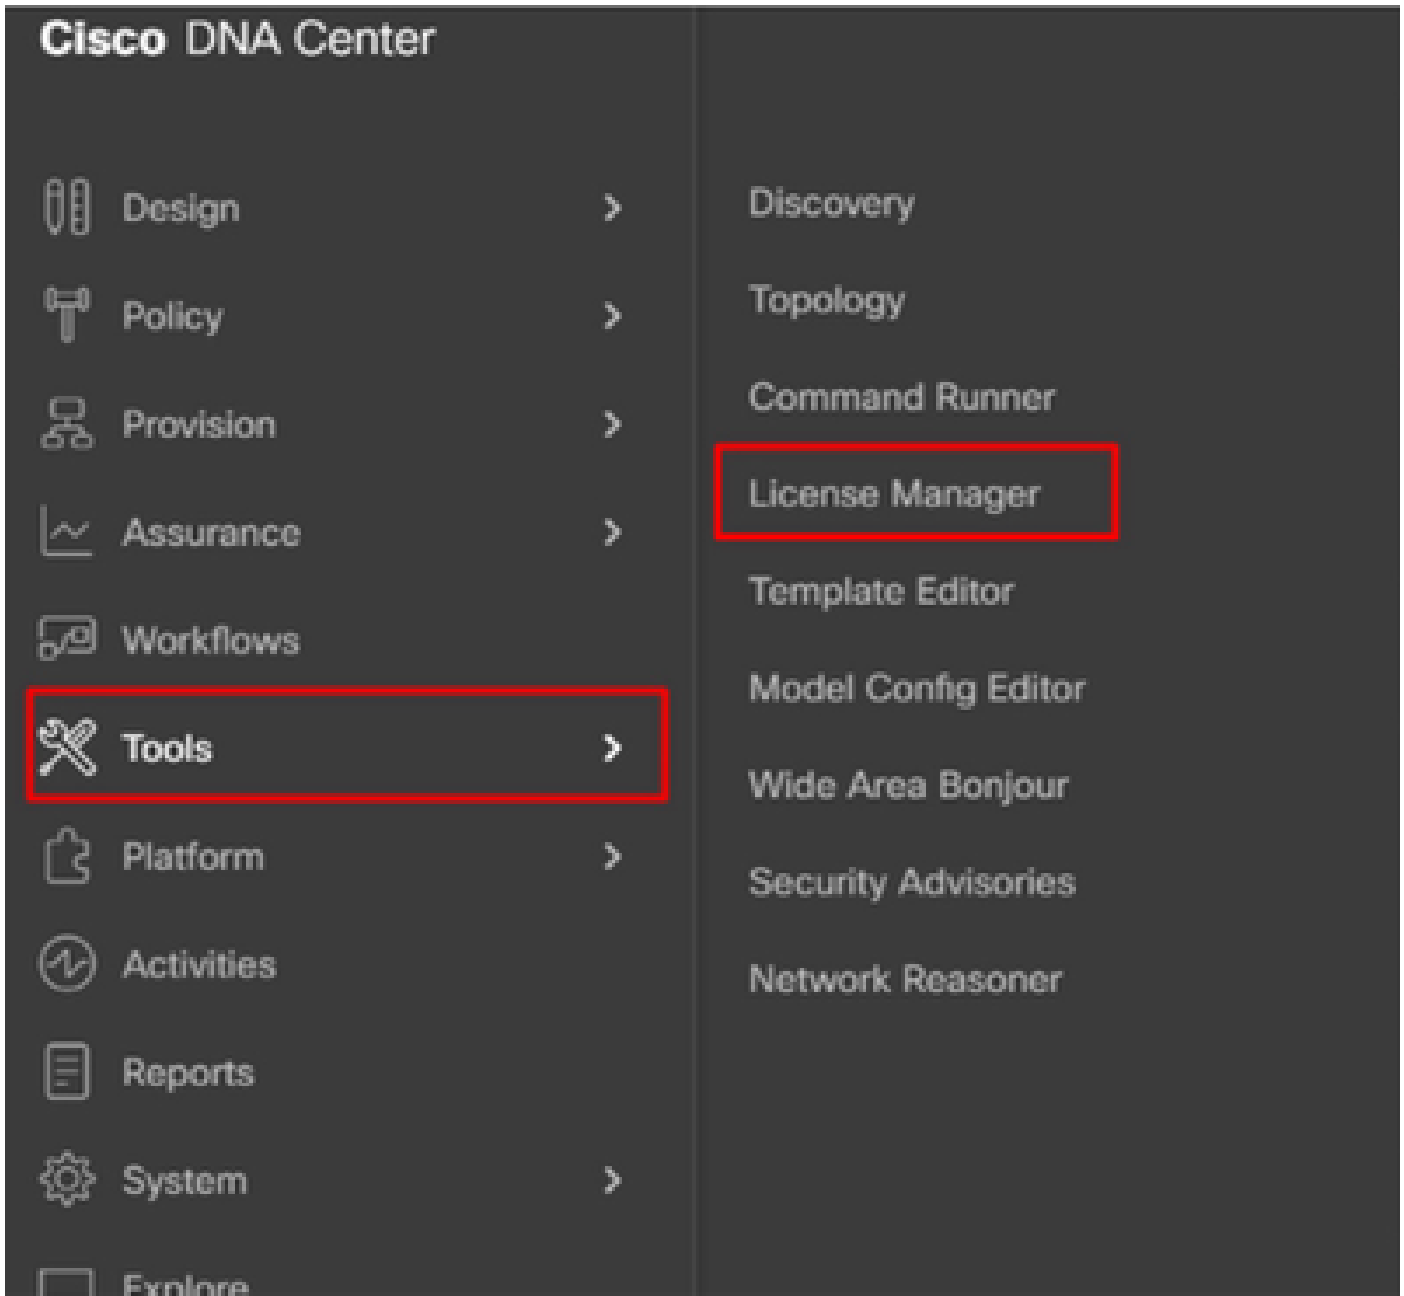 Cisco DNA Center
Design
Policy
Provision
Assurance
Workflows
Tools
Platform
Activities
Reports
System
Explore
Discovery
Topology
Command Runner
License Manager
Template Editor
Model Config Editor
Wide Area Bonjour
Security Advisories
Network Reasoner